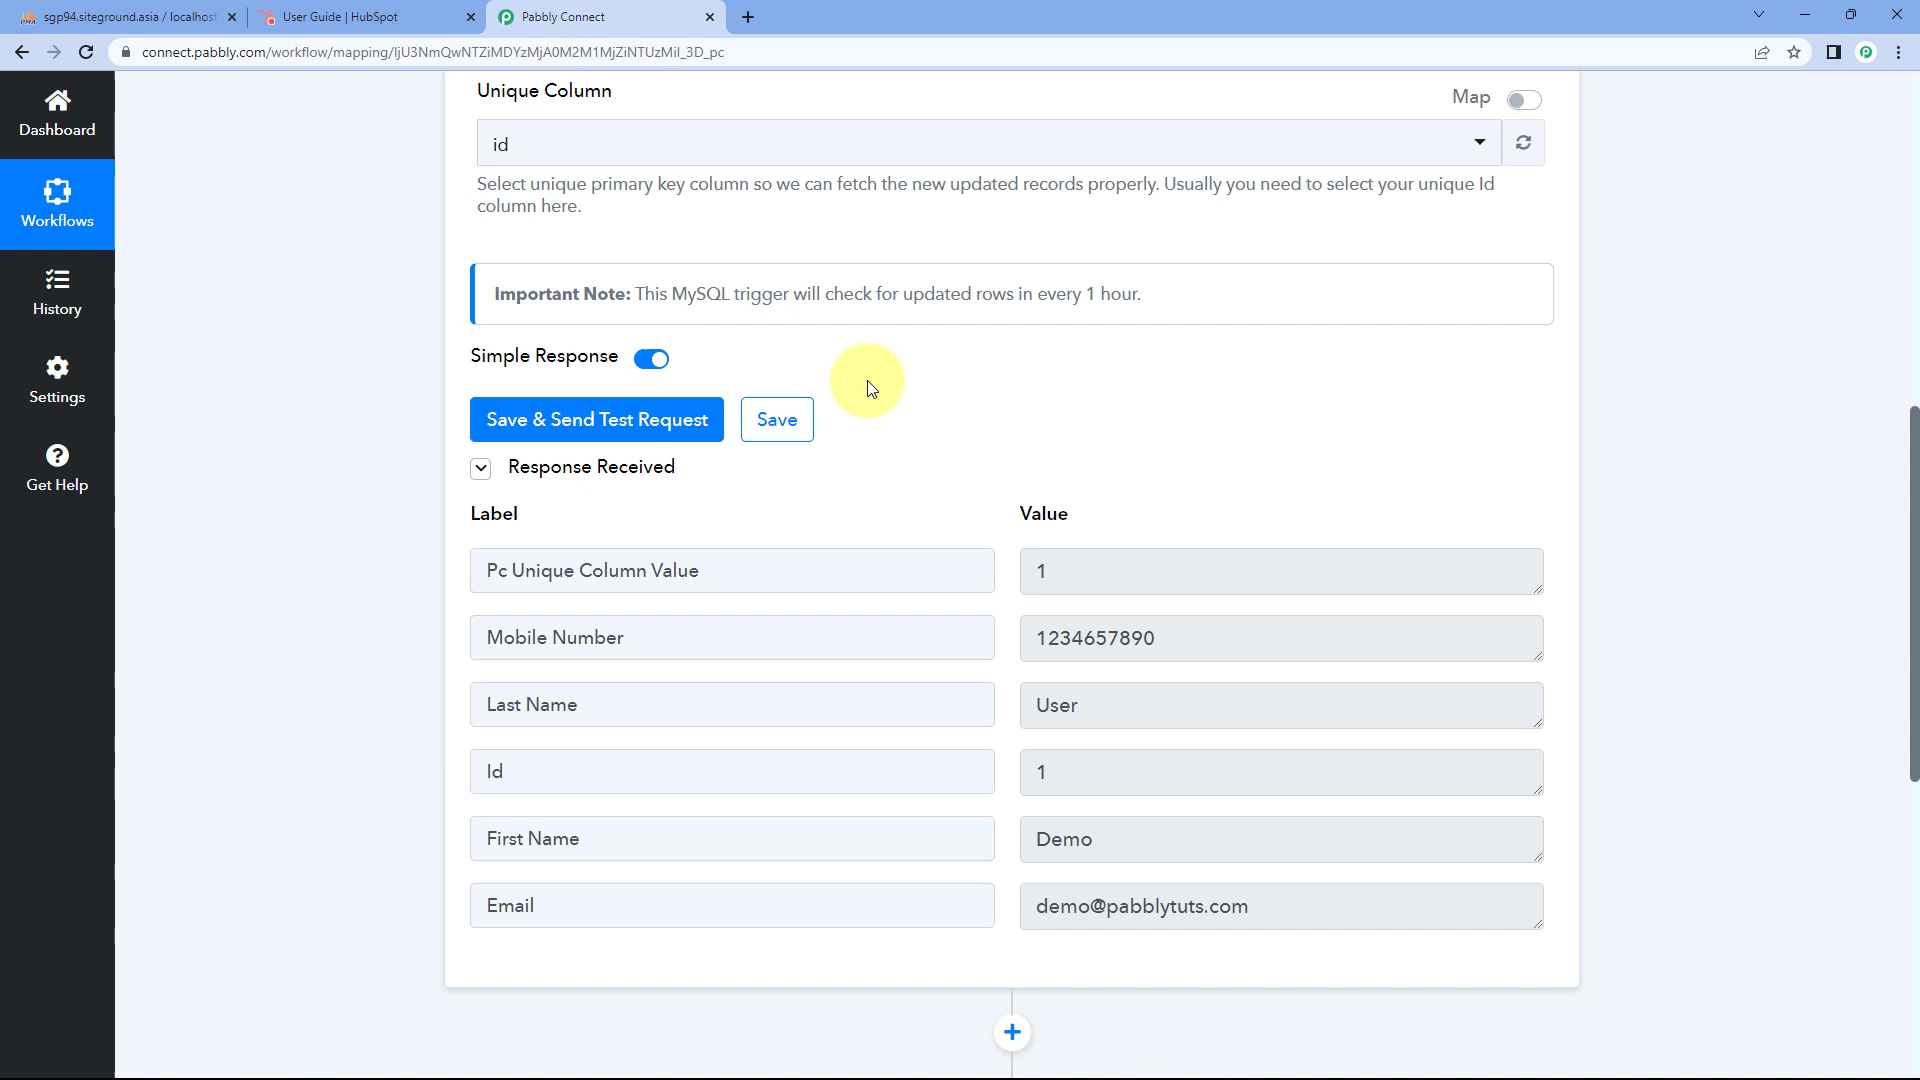 sgp94.siteground.asia / localhost
User Guide | HubSpot
Pabbly Connect
connect.pabbly.com/workflow/mapping/IjU3NmQwNTZiMDYzMjA0M2M1MjZiNTUzMiI_3D_pc
Dashboard
Workflows
History
Settings
Get Help
Unique Column
Map
id
Select unique primary key column so we can fetch the new updated records properly. Usually you need to select your unique Id
column here.
Important Note: This MySQL trigger will check for updated rows in every 1 hour.
Simple Response
Save & Send Test Request
Save
Response Received
Label
Value
Pc Unique Column Value
1
Mobile Number
1234657890
Last Name
User
Id
1
First Name
Demo
Email
demo@pabblytuts.com